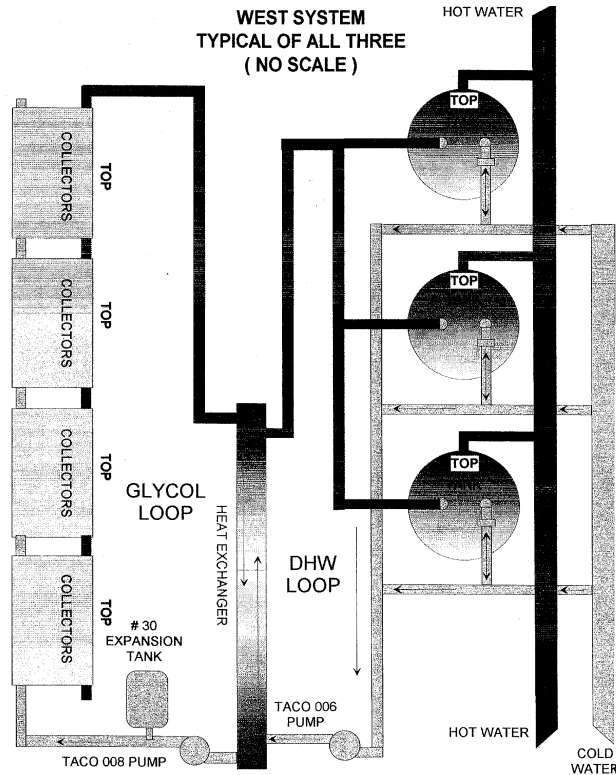 WEST SYSTEM
TYPICAL OF ALL THREE
( NO SCALE )
HOT WATER
TOP
COLLECTORS
TOP
COLLECTORS
TOP
TOP
COLLECTORS
TOP
TOP
COLLECTORS
TOP
GLYCOL
LOOP
HEAT EXCHANGER
DHW
LOOP
# 30
EXPANSION
TANK
TACO 006
PUMP
TACO 008 PUMP
HOT WATER
COLD
WATER